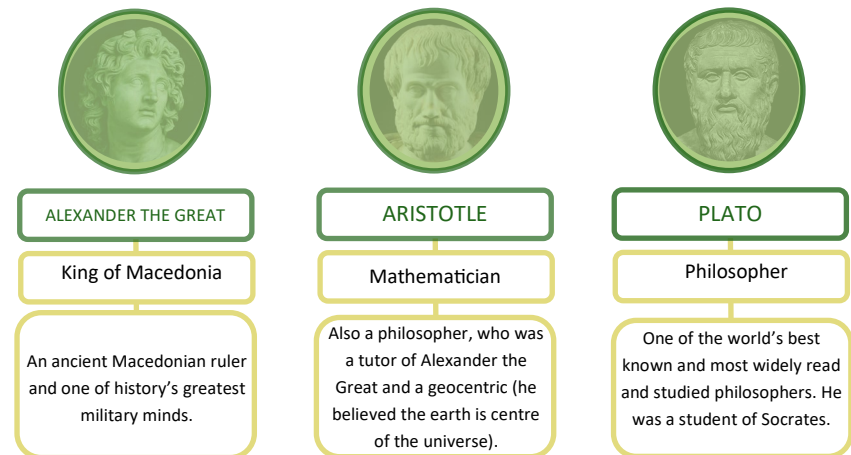 ALEXANDER THE GREAT
King of Macedonia
An ancient Macedonian ruler
and one of history’s greatest
military minds.
ARISTOTLE
Mathematician
Also a philosopher, who was
a tutor of Alexander the
Great and a geocentric (he
believed the earth is centre
of the universe).
PLATO
Philosopher
One of the world’s best
known and most widely read
and studied philosophers. He
was a student of Socrates.